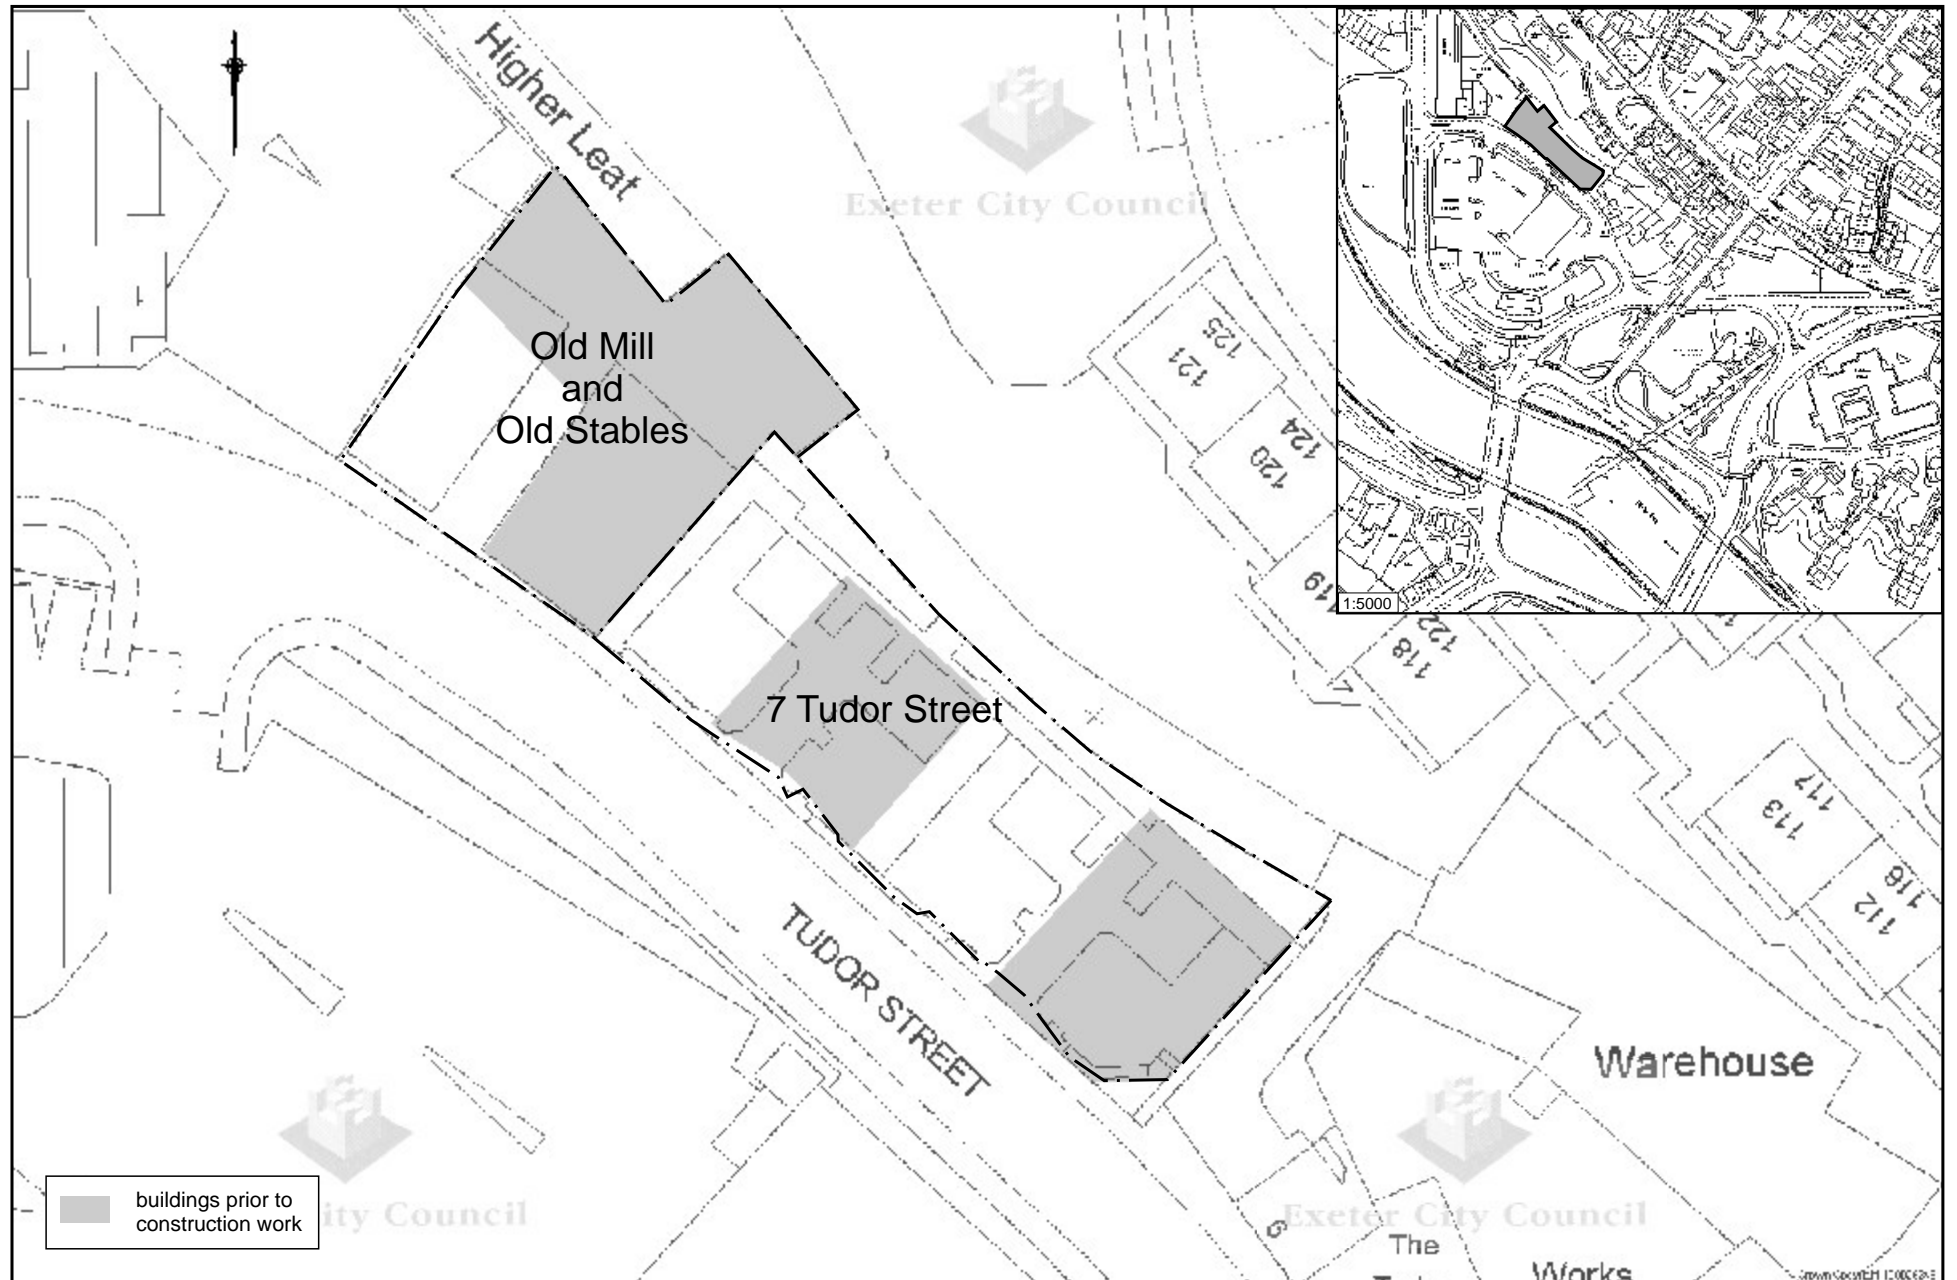 Higher Leat
Exeter City Council
1:5000
Old Mill
and
Old Stables
125
121
124
120
119
122
118
7 Tudor Street
117
113
116
112
TUDOR STREET
Warehouse
buildings prior to
construction work
ity Council
Exeter City Council
6
The
Works